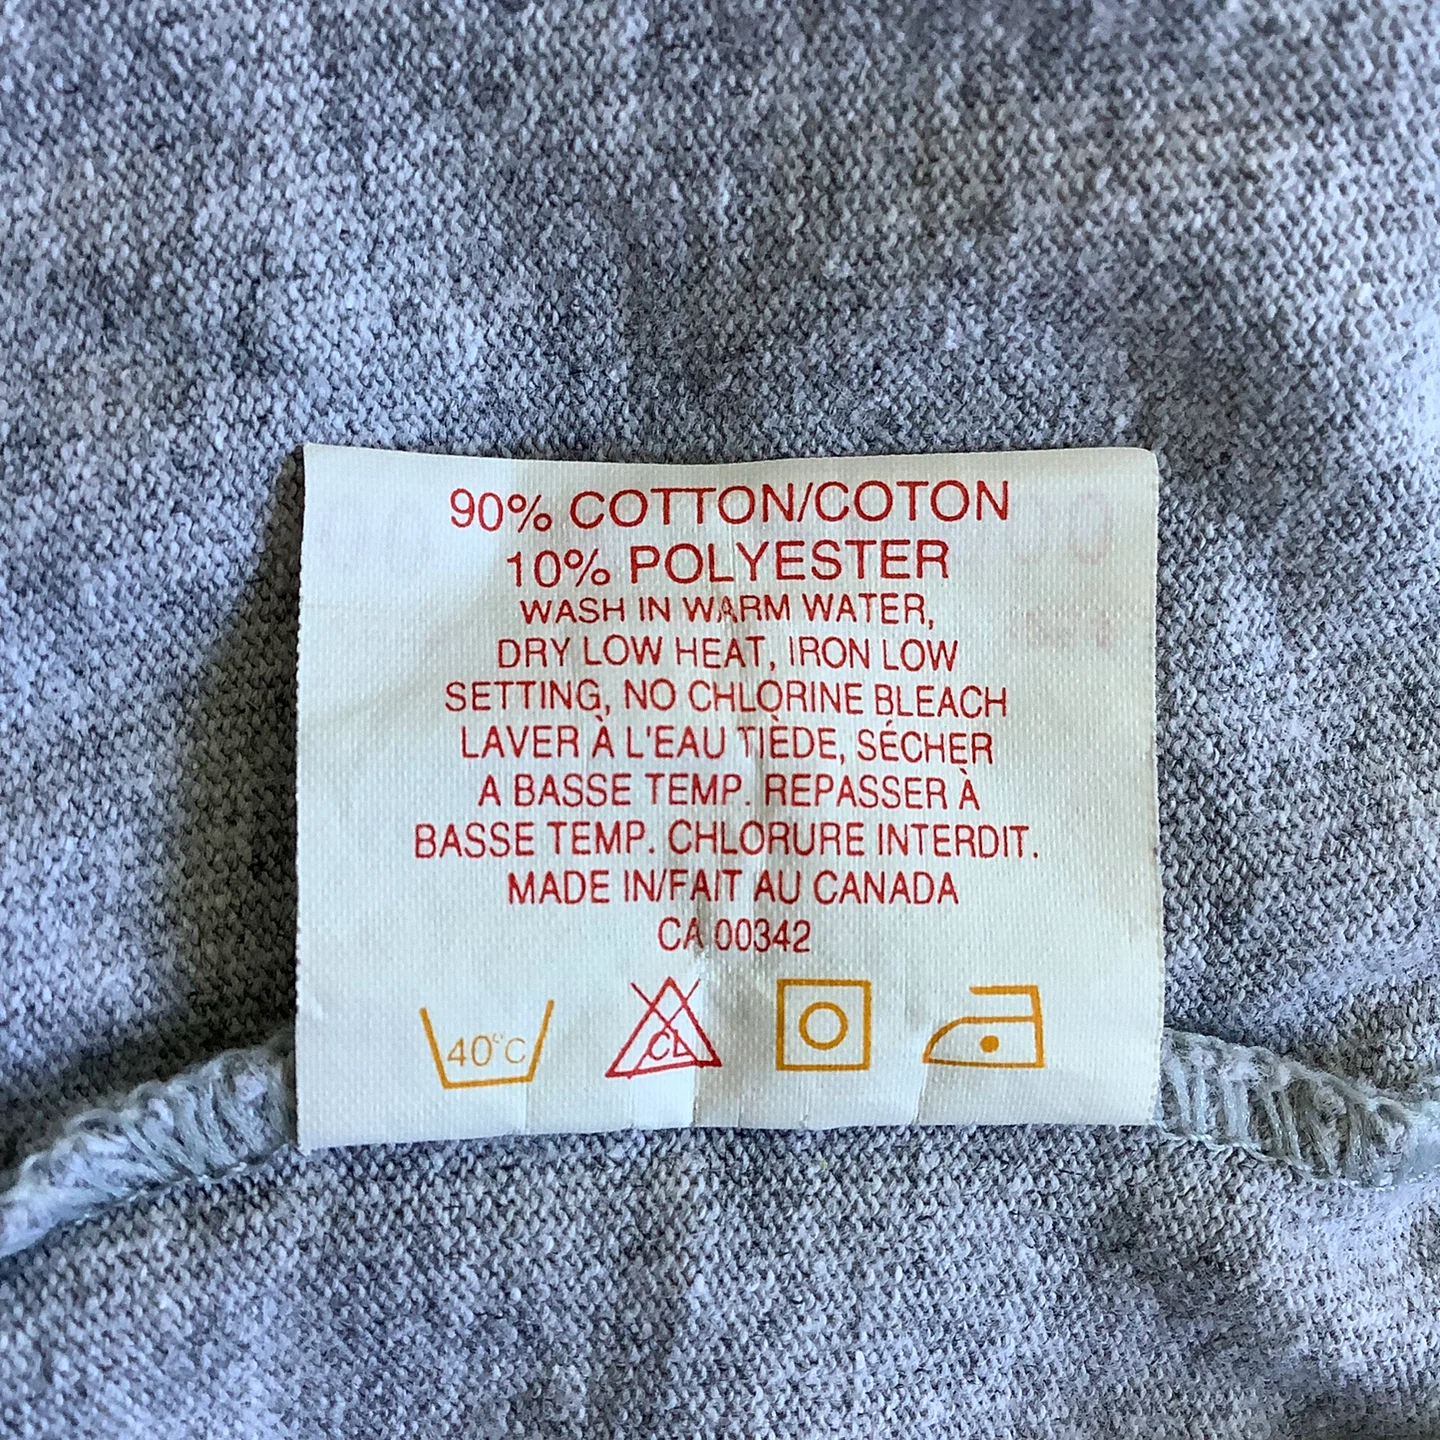 90% COTTON/COTON
10% POLYESTER
WASH IN WARM WATER,
DRY LOW HEAT, IRON LOW
SETTING, NO CHLORINE BLEACH
LAVER À L'EAU TIÈDE, SÉCHER
A BASSE TEMP. REPASSER À
BASSE TEMP. CHLORURE INTERDIT.
MADE IN/FAIT AU CANADA
CA 00342
40°C CL